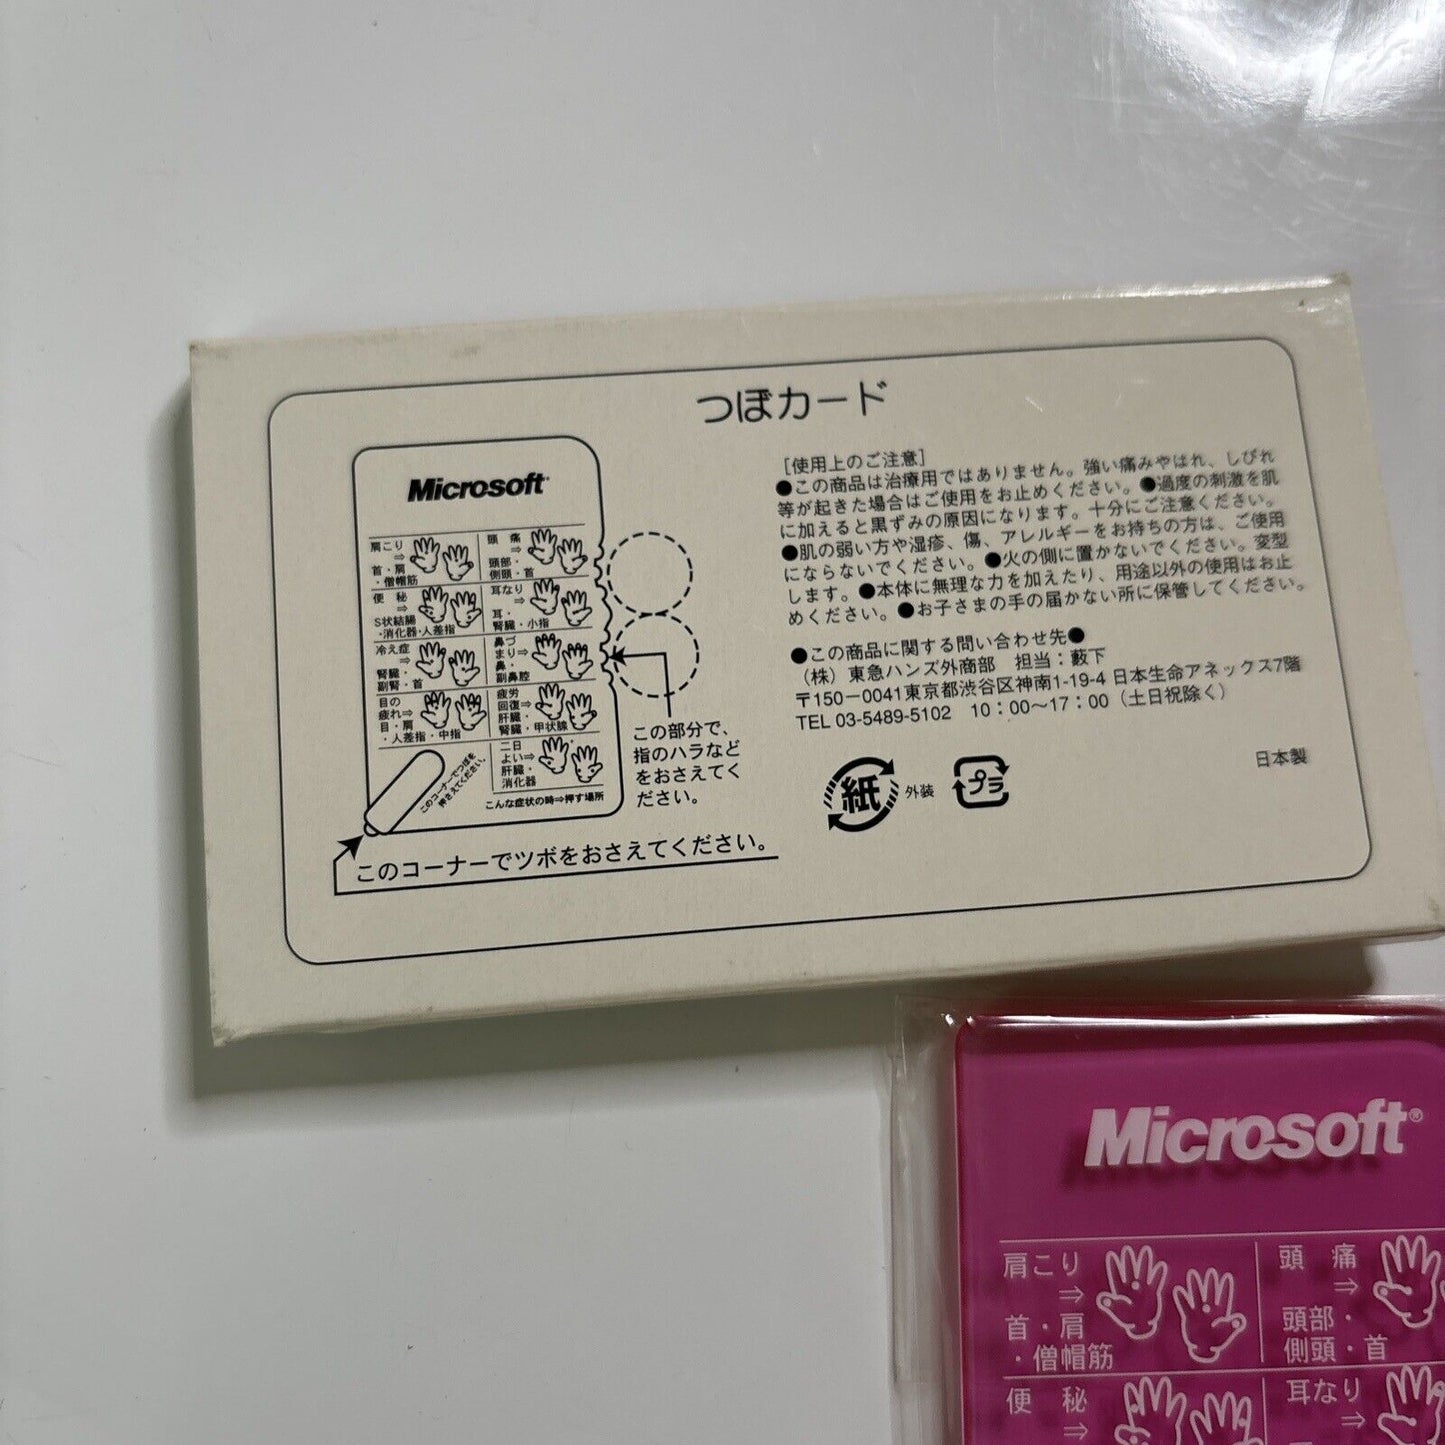 つぼカード
Microsoft
肩こり
⇒
首・肩
・僧帽筋
頭 痛
⇒
頭部・
側頭・首
便 秘
⇒
S状結腸
・消化器・人差指
耳なり
⇒
耳・
腎臓・小指
冷え症
⇒
腎臓・
副腎・首
鼻づ
まり⇒
鼻・
副鼻腔
目の
疲れ⇒
目・肩
・人差指・中指
疲労
回復⇒
肝臓・
腎臓・甲状腺
二日
よい⇒
肝臓・
消化器
このコーナーでつぼを
押さえてください。
こんな症状の時⇒押す場所
この部分で、
指のハラなど
をおさえてく
ださい。
このコーナーでツボをおさえてください。
[使用上のご注意]
●この商品は治療用ではありません。強い痛みやはれ、しびれ
等が起きた場合はご使用をお止めください。●過度の刺激を肌
に加えると黒ずみの原因になります。十分にご注意ください。
●肌の弱い方や湿疹、傷、アレルギーをお持ちの方は、ご使用
にならないでください。●火の側に置かないでください。変型
します。●本体に無理な力を加えたり、用途以外の使用はお止
めください。●お子さまの手の届かない所に保管してください。
●この商品に関する問い合わせ先●
（株）東急ハンズ外商部 担当：藪下
〒150－0041東京都渋谷区神南1-19-4 日本生命アネックス7階
TEL 03-5489-5102 10：00～17：00（土日祝除く）
紙 外装 プラ
日本製
Microsoft®
肩こり
⇒
首・肩
・僧帽筋
頭 痛
⇒
頭部・
側頭・首
便 秘
⇒
耳なり
⇒